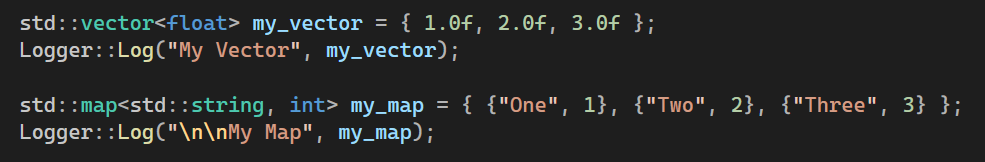 std::vector<float> my_vector = { 1.0f, 2.0f, 3.0f };
Logger::Log("My Vector", my_vector);
std::map<std::string, int> my_map = { {"One", 1}, {"Two", 2}, {"Three", 3} };
Logger::Log("\n\nMy Map", my_map);